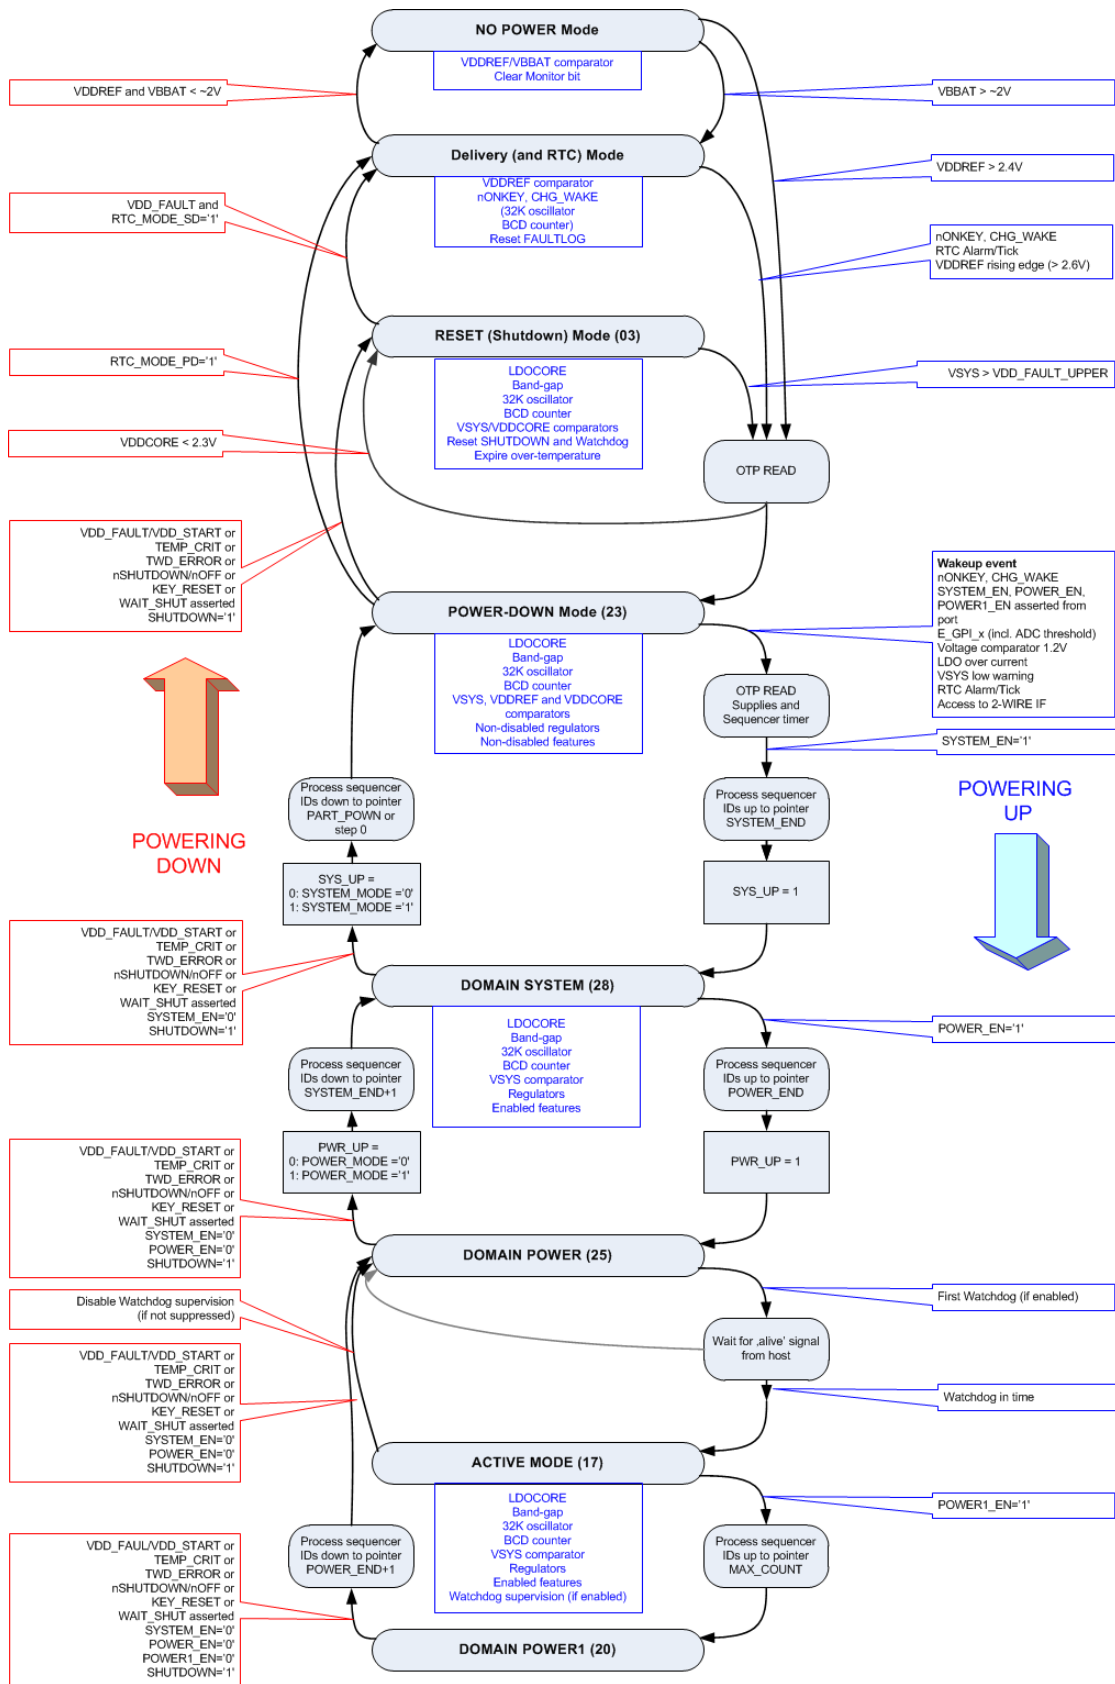 NO POWER Mode
VDDREF/VBBAT comparator
Clear Monitor bit
VDDREF and VBBAT < ~2V
VBBAT > ~2V
Delivery (and RTC) Mode
VDDREF comparator
nONKEY, CHG_WAKE
(32K oscillator
BCD counter)
Reset FAULTLOG
VDDREF > 2.4V
VDD_FAULT and
RTC_MODE_SD='1'
nONKEY, CHG_WAKE
RTC Alarm/Tick
VDDREF rising edge (> 2.6V)
RESET (Shutdown) Mode (03)
LDOCORE
Band-gap
32K oscillator
BCD counter
VSYS/VDDCORE comparators
Reset SHUTDOWN and Watchdog
Expire over-temperature
RTC_MODE_PD='1'
VSYS > VDD_FAULT_UPPER
VDDCORE < 2.3V
OTP READ
VDD_FAULT/VDD_START or
TEMP_CRIT or
TWD_ERROR or
nSHUTDOWN/nOFF or
KEY_RESET or
WAIT_SHUT asserted
SHUTDOWN='1'
POWER-DOWN Mode (23)
LDOCORE
Band-gap
32K oscillator
BCD counter
VSYS, VDDREF and VDDCORE
comparators
Non-disabled regulators
Non-disabled features
Wakeup event
nONKEY, CHG_WAKE
SYSTEM_EN, POWER_EN,
POWER1_EN asserted from
port
E_GPI_x (incl. ADC threshold)
Voltage comparator 1.2V
LDO over current
VSYS low warning
RTC Alarm/Tick
Access to 2-WIRE IF
OTP READ
Supplies and
Sequencer timer
SYSTEM_EN='1'
Process sequencer
IDs down to pointer
PART_POWN or
step 0
Process sequencer
IDs up to pointer
SYSTEM_END
POWERING
UP
POWERING
DOWN
SYS_UP =
0: SYSTEM_MODE ='0'
1: SYSTEM_MODE ='1'
SYS_UP = 1
VDD_FAULT/VDD_START or
TEMP_CRIT or
TWD_ERROR or
nSHUTDOWN/nOFF or
KEY_RESET or
WAIT_SHUT asserted
SYSTEM_EN='0'
SHUTDOWN='1'
DOMAIN SYSTEM (28)
LDOCORE
Band-gap
32K oscillator
BCD counter
VSYS comparator
Regulators
Enabled features
POWER_EN='1'
Process sequencer
IDs down to pointer
SYSTEM_END+1
Process sequencer
IDs up to pointer
POWER_END
PWR_UP =
0: POWER_MODE ='0'
1: POWER_MODE ='1'
PWR_UP = 1
VDD_FAULT/VDD_START or
TEMP_CRIT or
TWD_ERROR or
nSHUTDOWN/nOFF or
KEY_RESET or
WAIT_SHUT asserted
SYSTEM_EN='0'
POWER_EN='0'
SHUTDOWN='1'
DOMAIN POWER (25)
First Watchdog (if enabled)
Disable Watchdog supervision
(if not suppressed)
Wait for ‚alive' signal
from host
VDD_FAULT/VDD_START or
TEMP_CRIT or
TWD_ERROR or
nSHUTDOWN/nOFF or
KEY_RESET or
WAIT_SHUT asserted
SYSTEM_EN='0'
POWER_EN='0'
SHUTDOWN='1'
Watchdog in time
ACTIVE MODE (17)
LDOCORE
Band-gap
32K oscillator
BCD counter
VSYS comparator
Regulators
Enabled features
Watchdog supervision (if enabled)
POWER1_EN='1'
Process sequencer
IDs down to pointer
POWER_END+1
Process sequencer
IDs up to pointer
MAX_COUNT
VDD_FAUL/VDD_START or
TEMP_CRIT or
TWD_ERROR or
nSHUTDOWN/nOFF or
KEY_RESET or
WAIT_SHUT asserted
SYSTEM_EN='0'
POWER_EN='0'
POWER1_EN='0'
SHUTDOWN='1'
DOMAIN POWER1 (20)